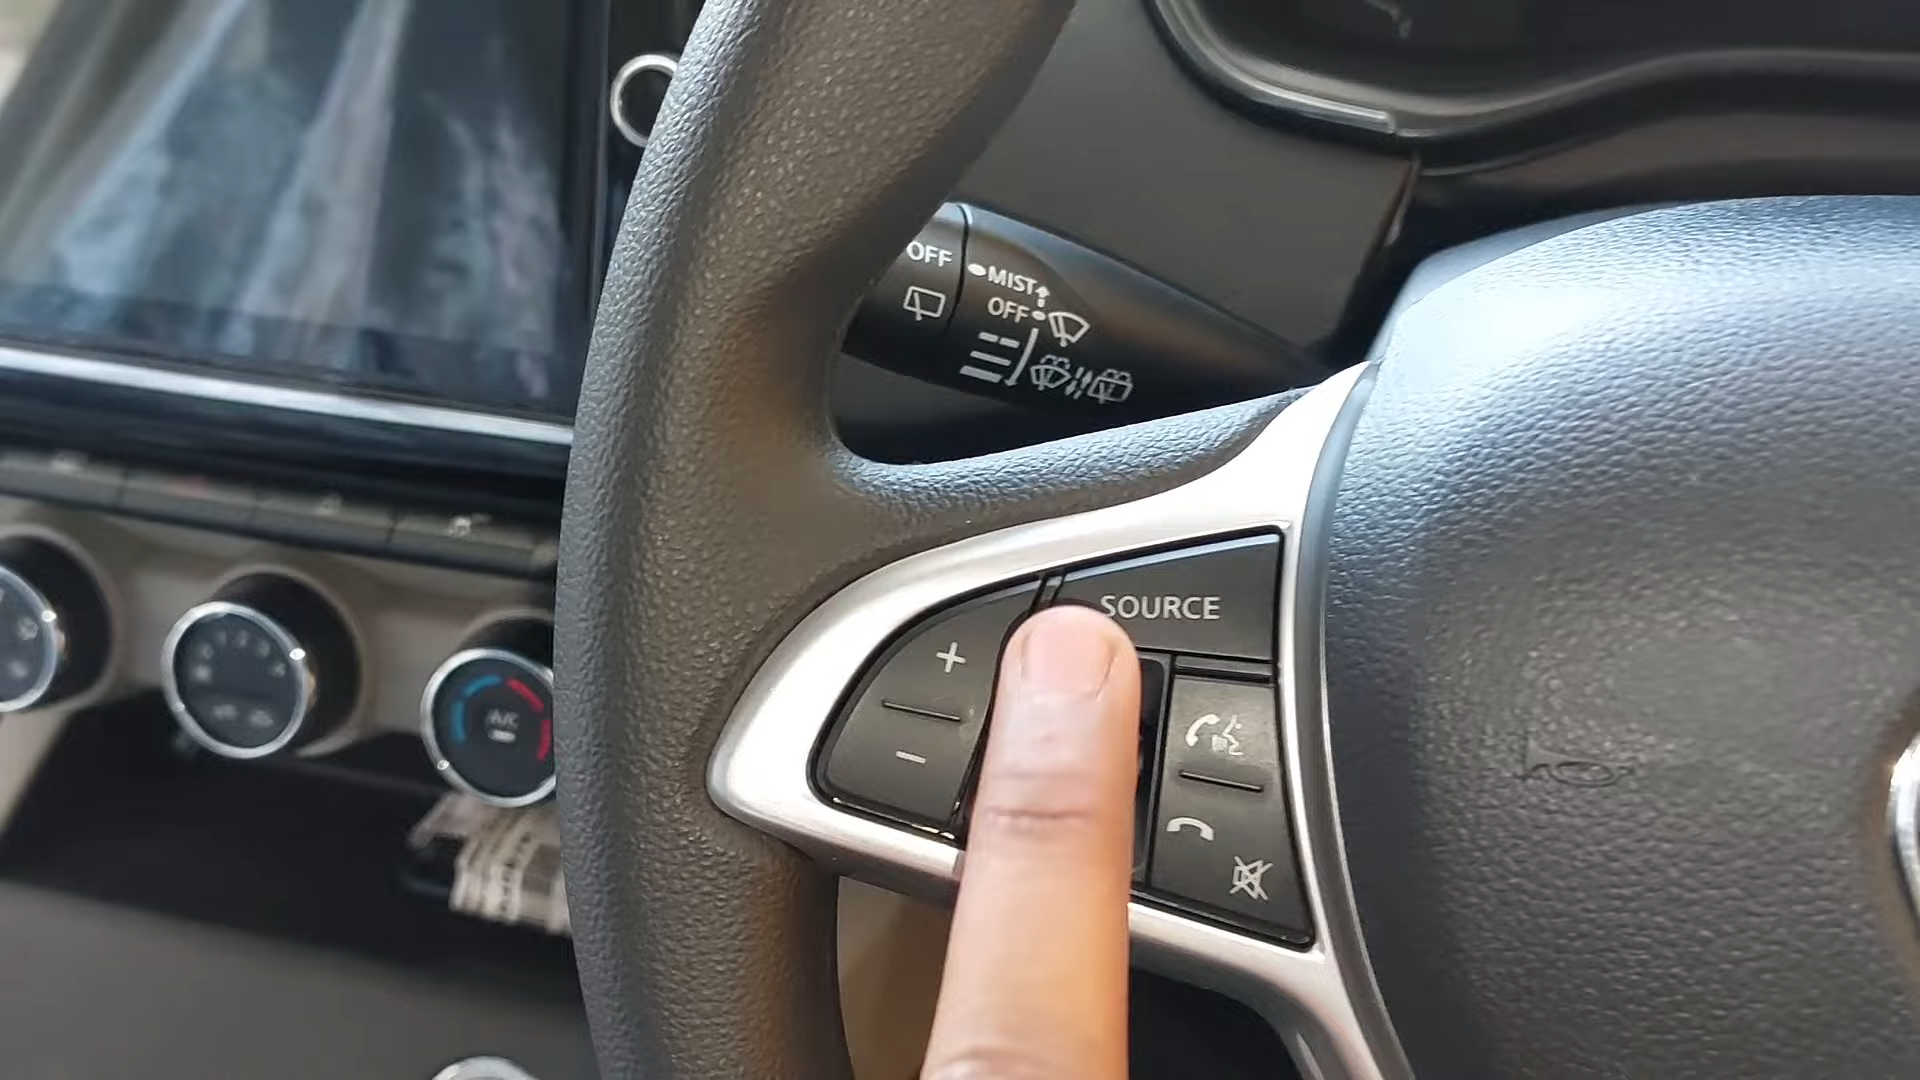 OFF
MIST
OFF
SOURCE
+
-
A/C